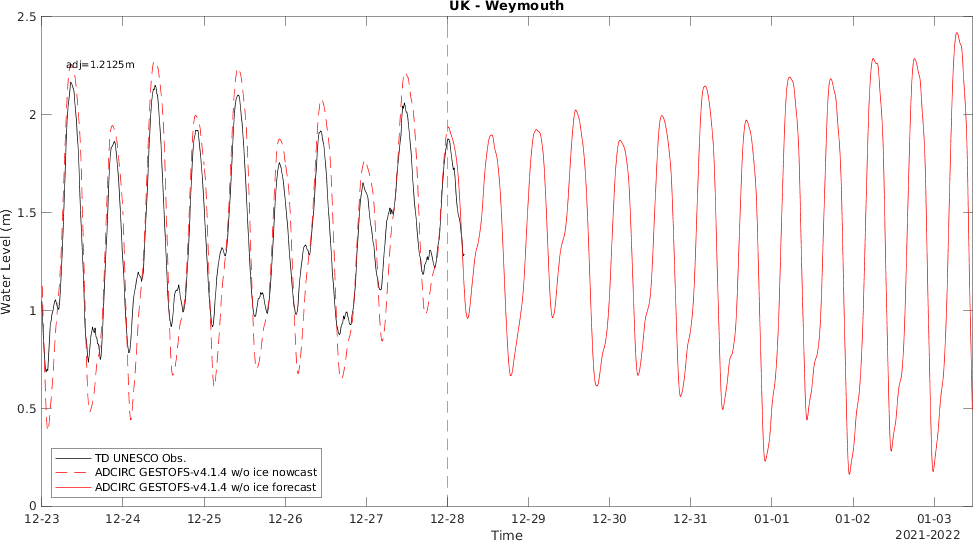 UK - Weymouth
2.5
adj=1.2125m
2
1.5
Water Level (m)
1
0.5
TD UNESCO Obs.
ADCIRC GESTOFS-v4.1.4 w/o ice nowcast
ADCIRC GESTOFS-v4.1.4 w/o ice forecast
0
12-23 12-24 12-25 12-26 12-27 12-28 12-29 12-30 12-31 01-01 01-02 01-03
Time
2021-2022